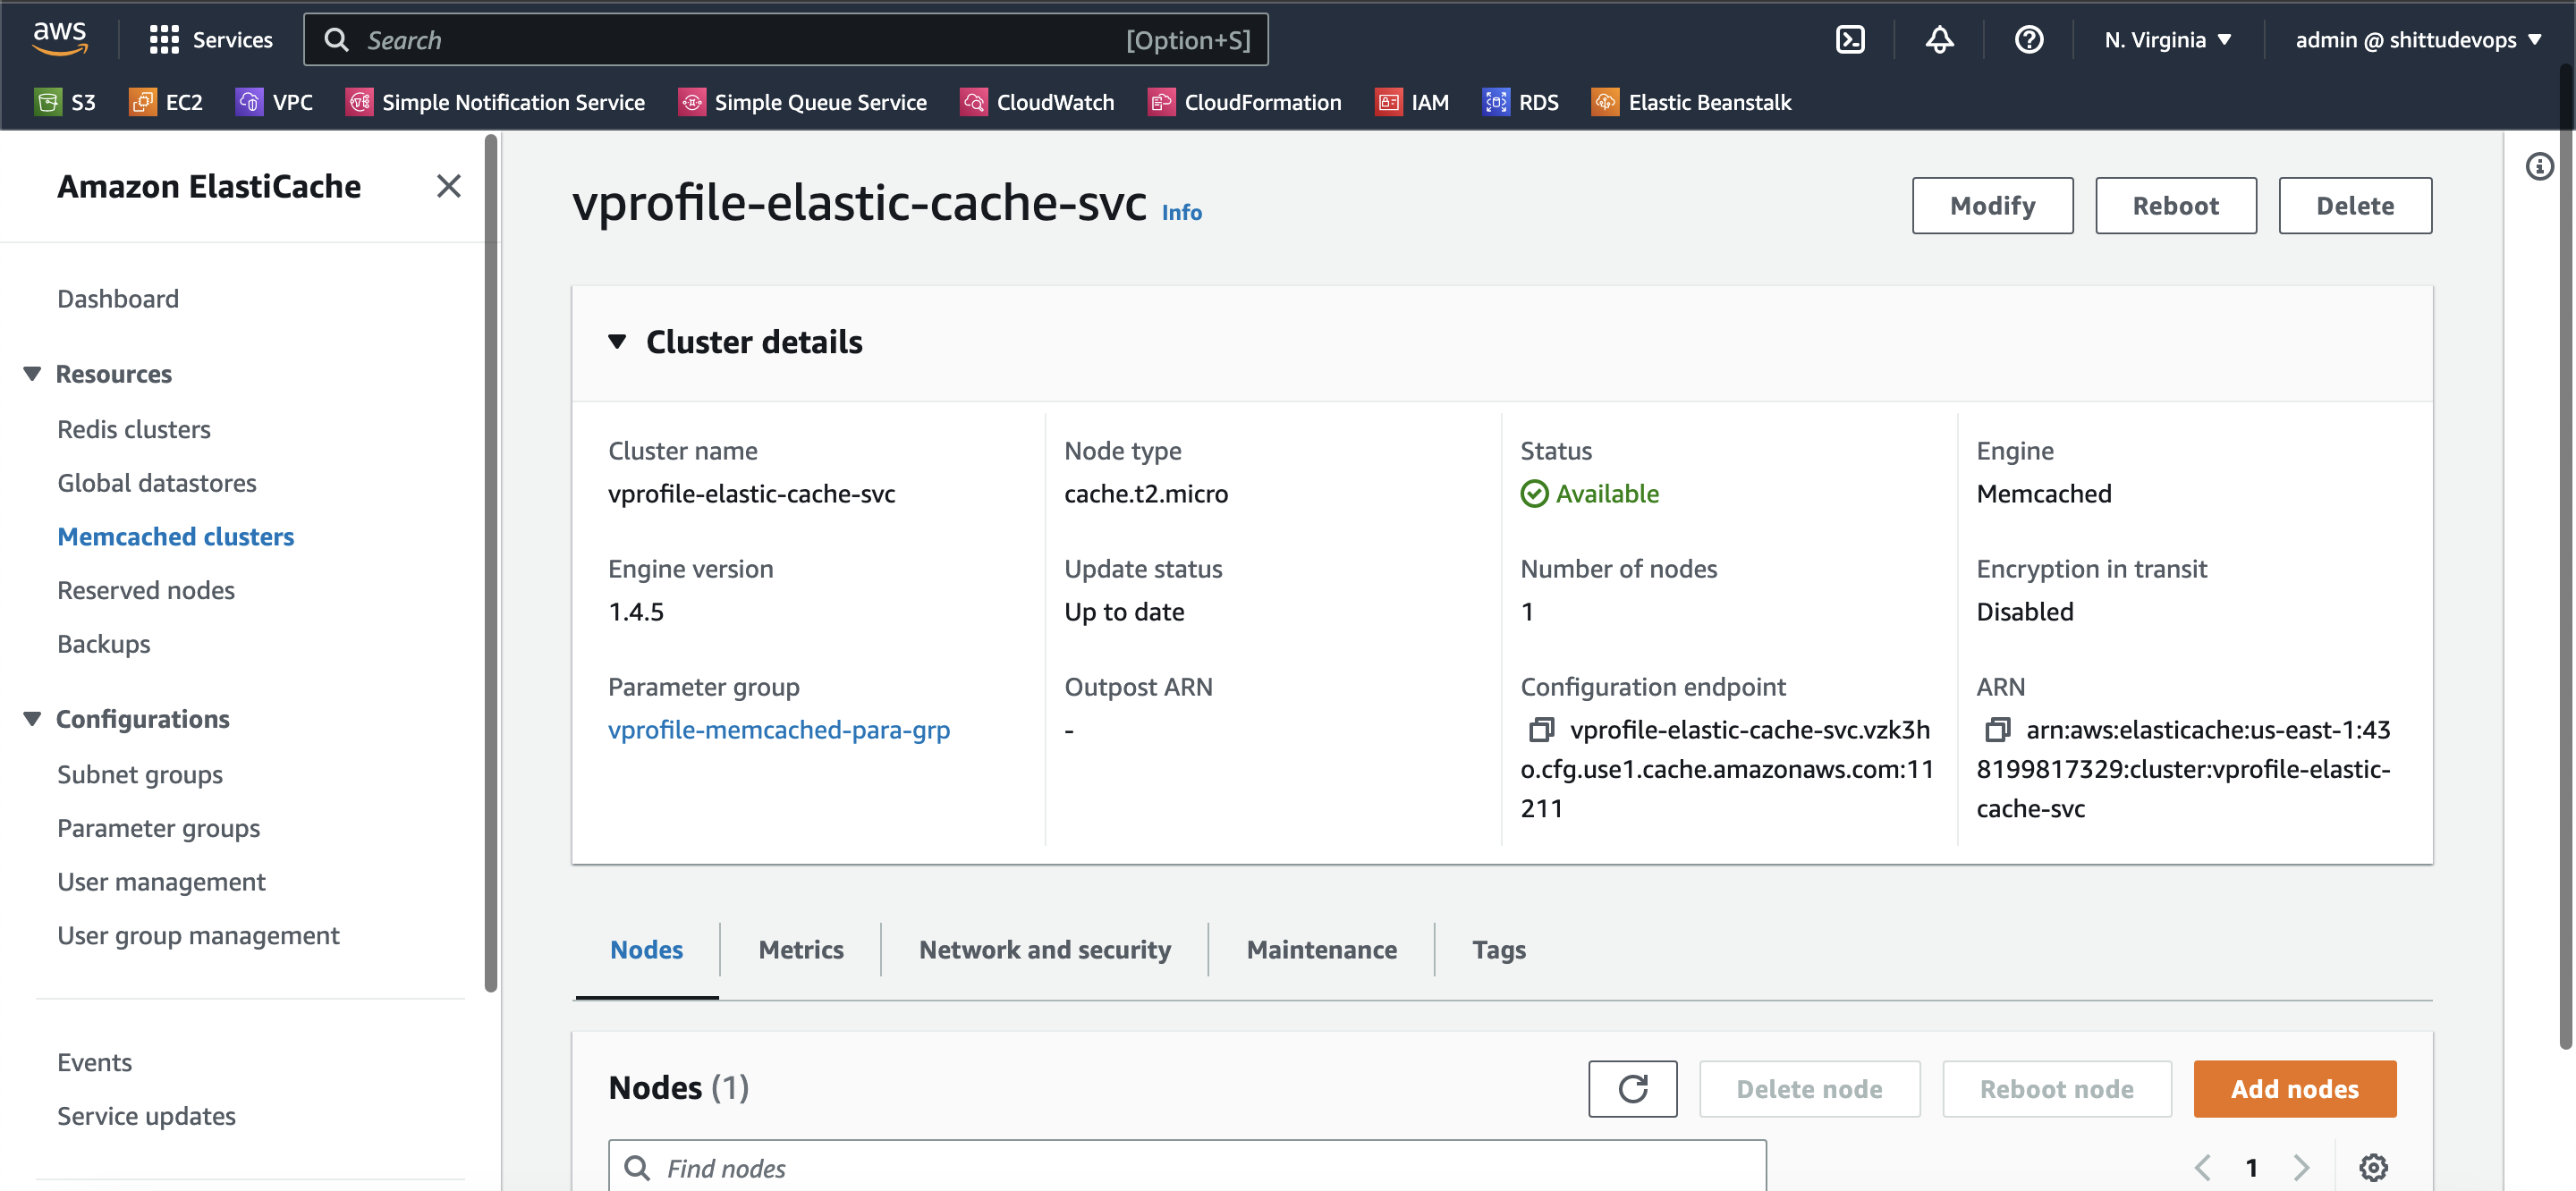 aws
Services
Search
[Option+S]
N. Virginia
admin @ shittudevops
S3
EC2
VPC
Simple Notification Service
Simple Queue Service
CloudWatch
CloudFormation
IAM
RDS
Elastic Beanstalk
Amazon ElastiCache
Dashboard
Resources
Redis clusters
Global datastores
Memcached clusters
Reserved nodes
Backups
Configurations
Subnet groups
Parameter groups
User management
User group management
Events
Service updates
vprofile-elastic-cache-svc Info
Modify
Reboot
Delete
Cluster details
Cluster name
vprofile-elastic-cache-svc
Node type
cache.t2.micro
Status
Available
Engine
Memcached
Engine version
1.4.5
Update status
Up to date
Number of nodes
1
Encryption in transit
Disabled
Parameter group
vprofile-memcached-para-grp
Outpost ARN
-
Configuration endpoint
vprofile-elastic-cache-svc.vzk3h
o.cfg.use1.cache.amazonaws.com:11
211
ARN
arn:aws:elasticache:us-east-1:43
8199817329:cluster:vprofile-elastic-
cache-svc
Nodes
Metrics
Network and security
Maintenance
Tags
Nodes (1)
Delete node
Reboot node
Add nodes
Find nodes
1